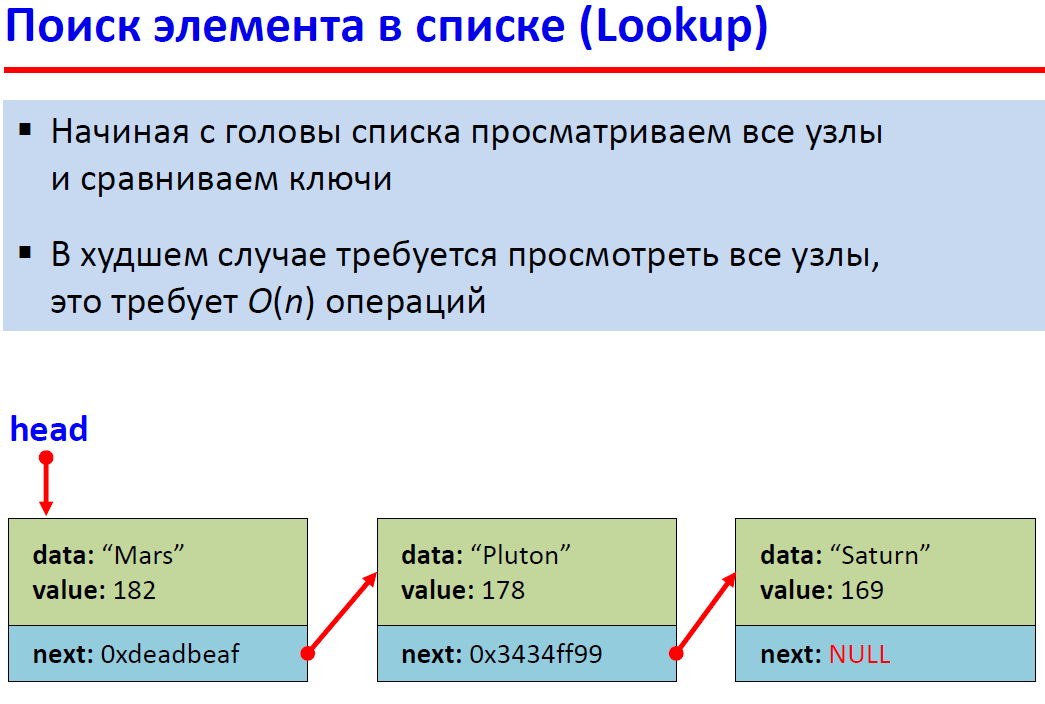 Поиск элемента в списке (Lookup)
▪ Начиная с головы списка просматриваем все узлы
и сравниваем ключи
▪ В худшем случае требуется просмотреть все узлы,
это требует O(n) операций
head
data: “Mars”
value: 182
next: 0xdeadbeaf
data: “Pluton”
value: 178
next: 0x3434ff99
data: “Saturn”
value: 169
next: NULL